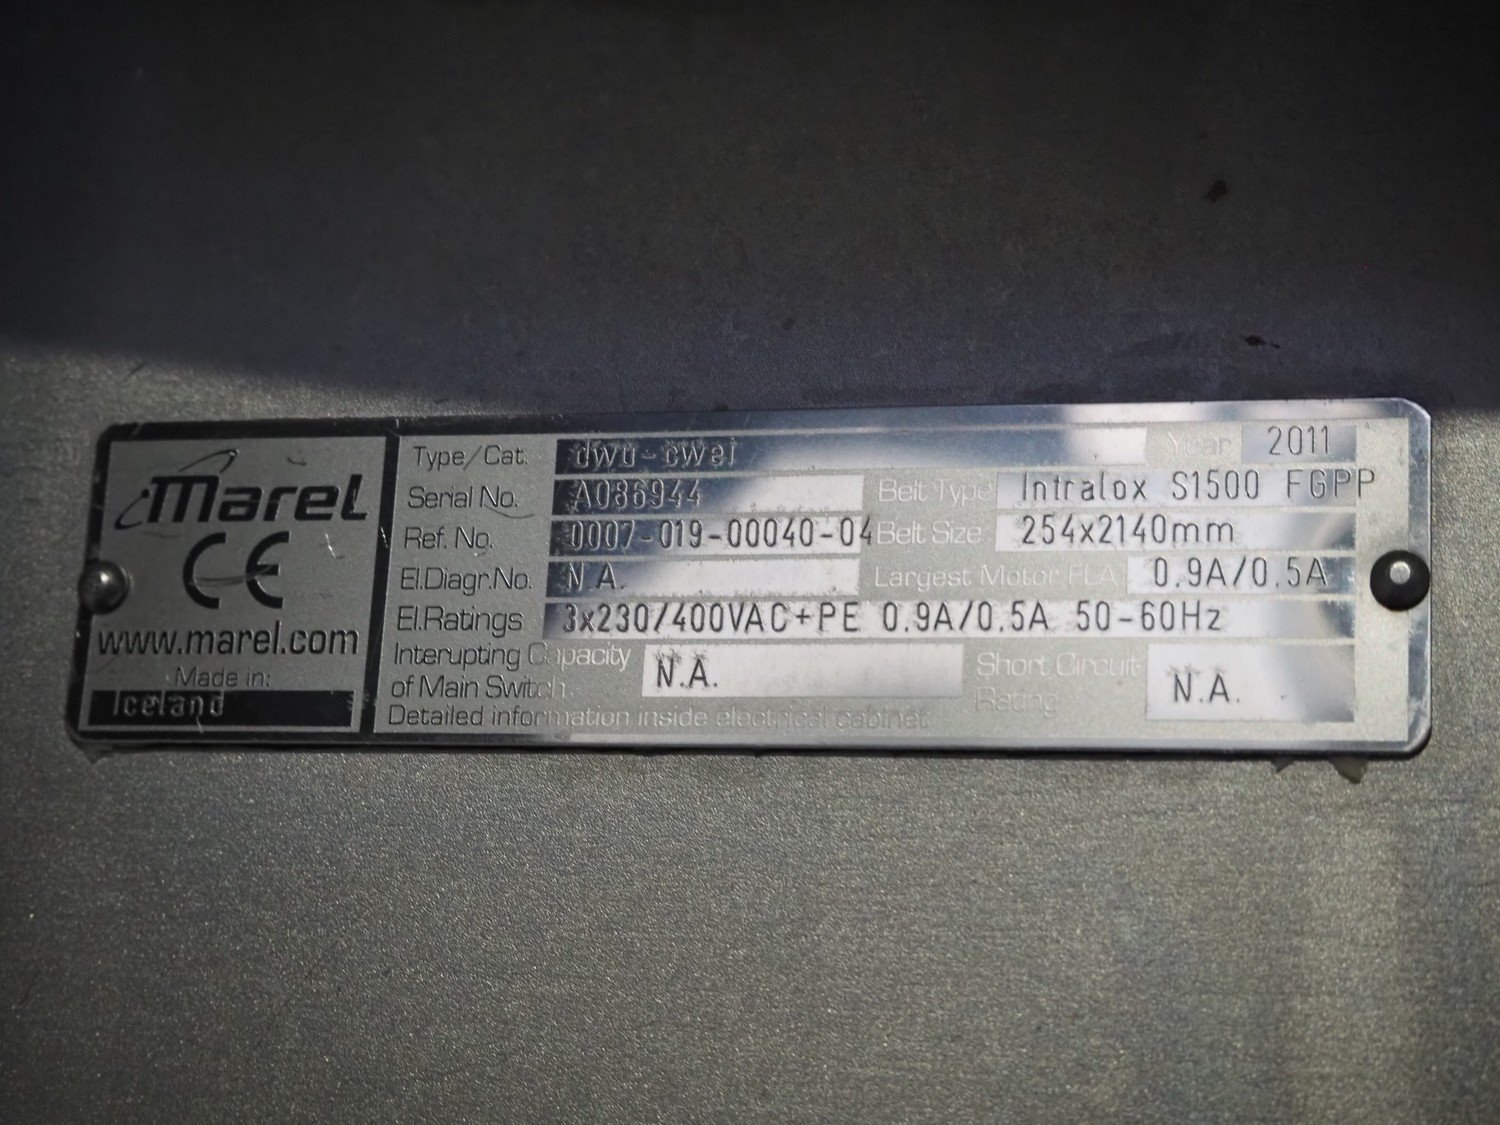 Marel
CE
www.marel.com
Made in:
Iceland
Type/Cat. Year 2011
Serial No. A086944 Belt Type Intralox S1500 FGPP
Ref. No. 0007-019-00040-04 Belt Size 254x2140mm
El.Diagr.No. N.A. Largest Motor FLA 0.9A/0.5A
El.Ratings 3x230/400VAC+PE 0.9A/0.5A 50-60Hz
Interupting Capacity N.A. Short Circuit N.A.
of Main Switch Rating
Detailed information inside electrical cabinet